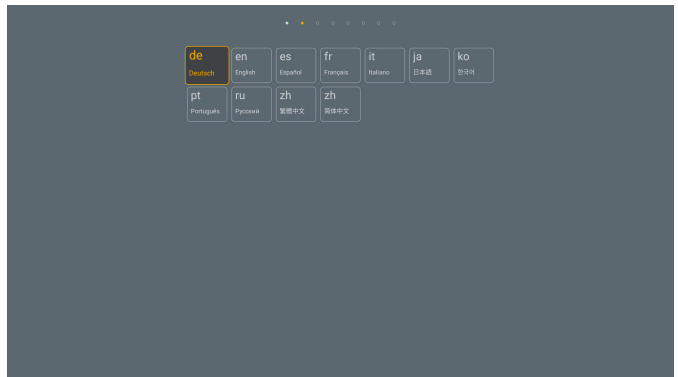 de en es fr it ja ko
Deutsch English Español Français Italiano 日本語 한국어
pt ru zh zh
Português Русский 繁體中文 简体中文